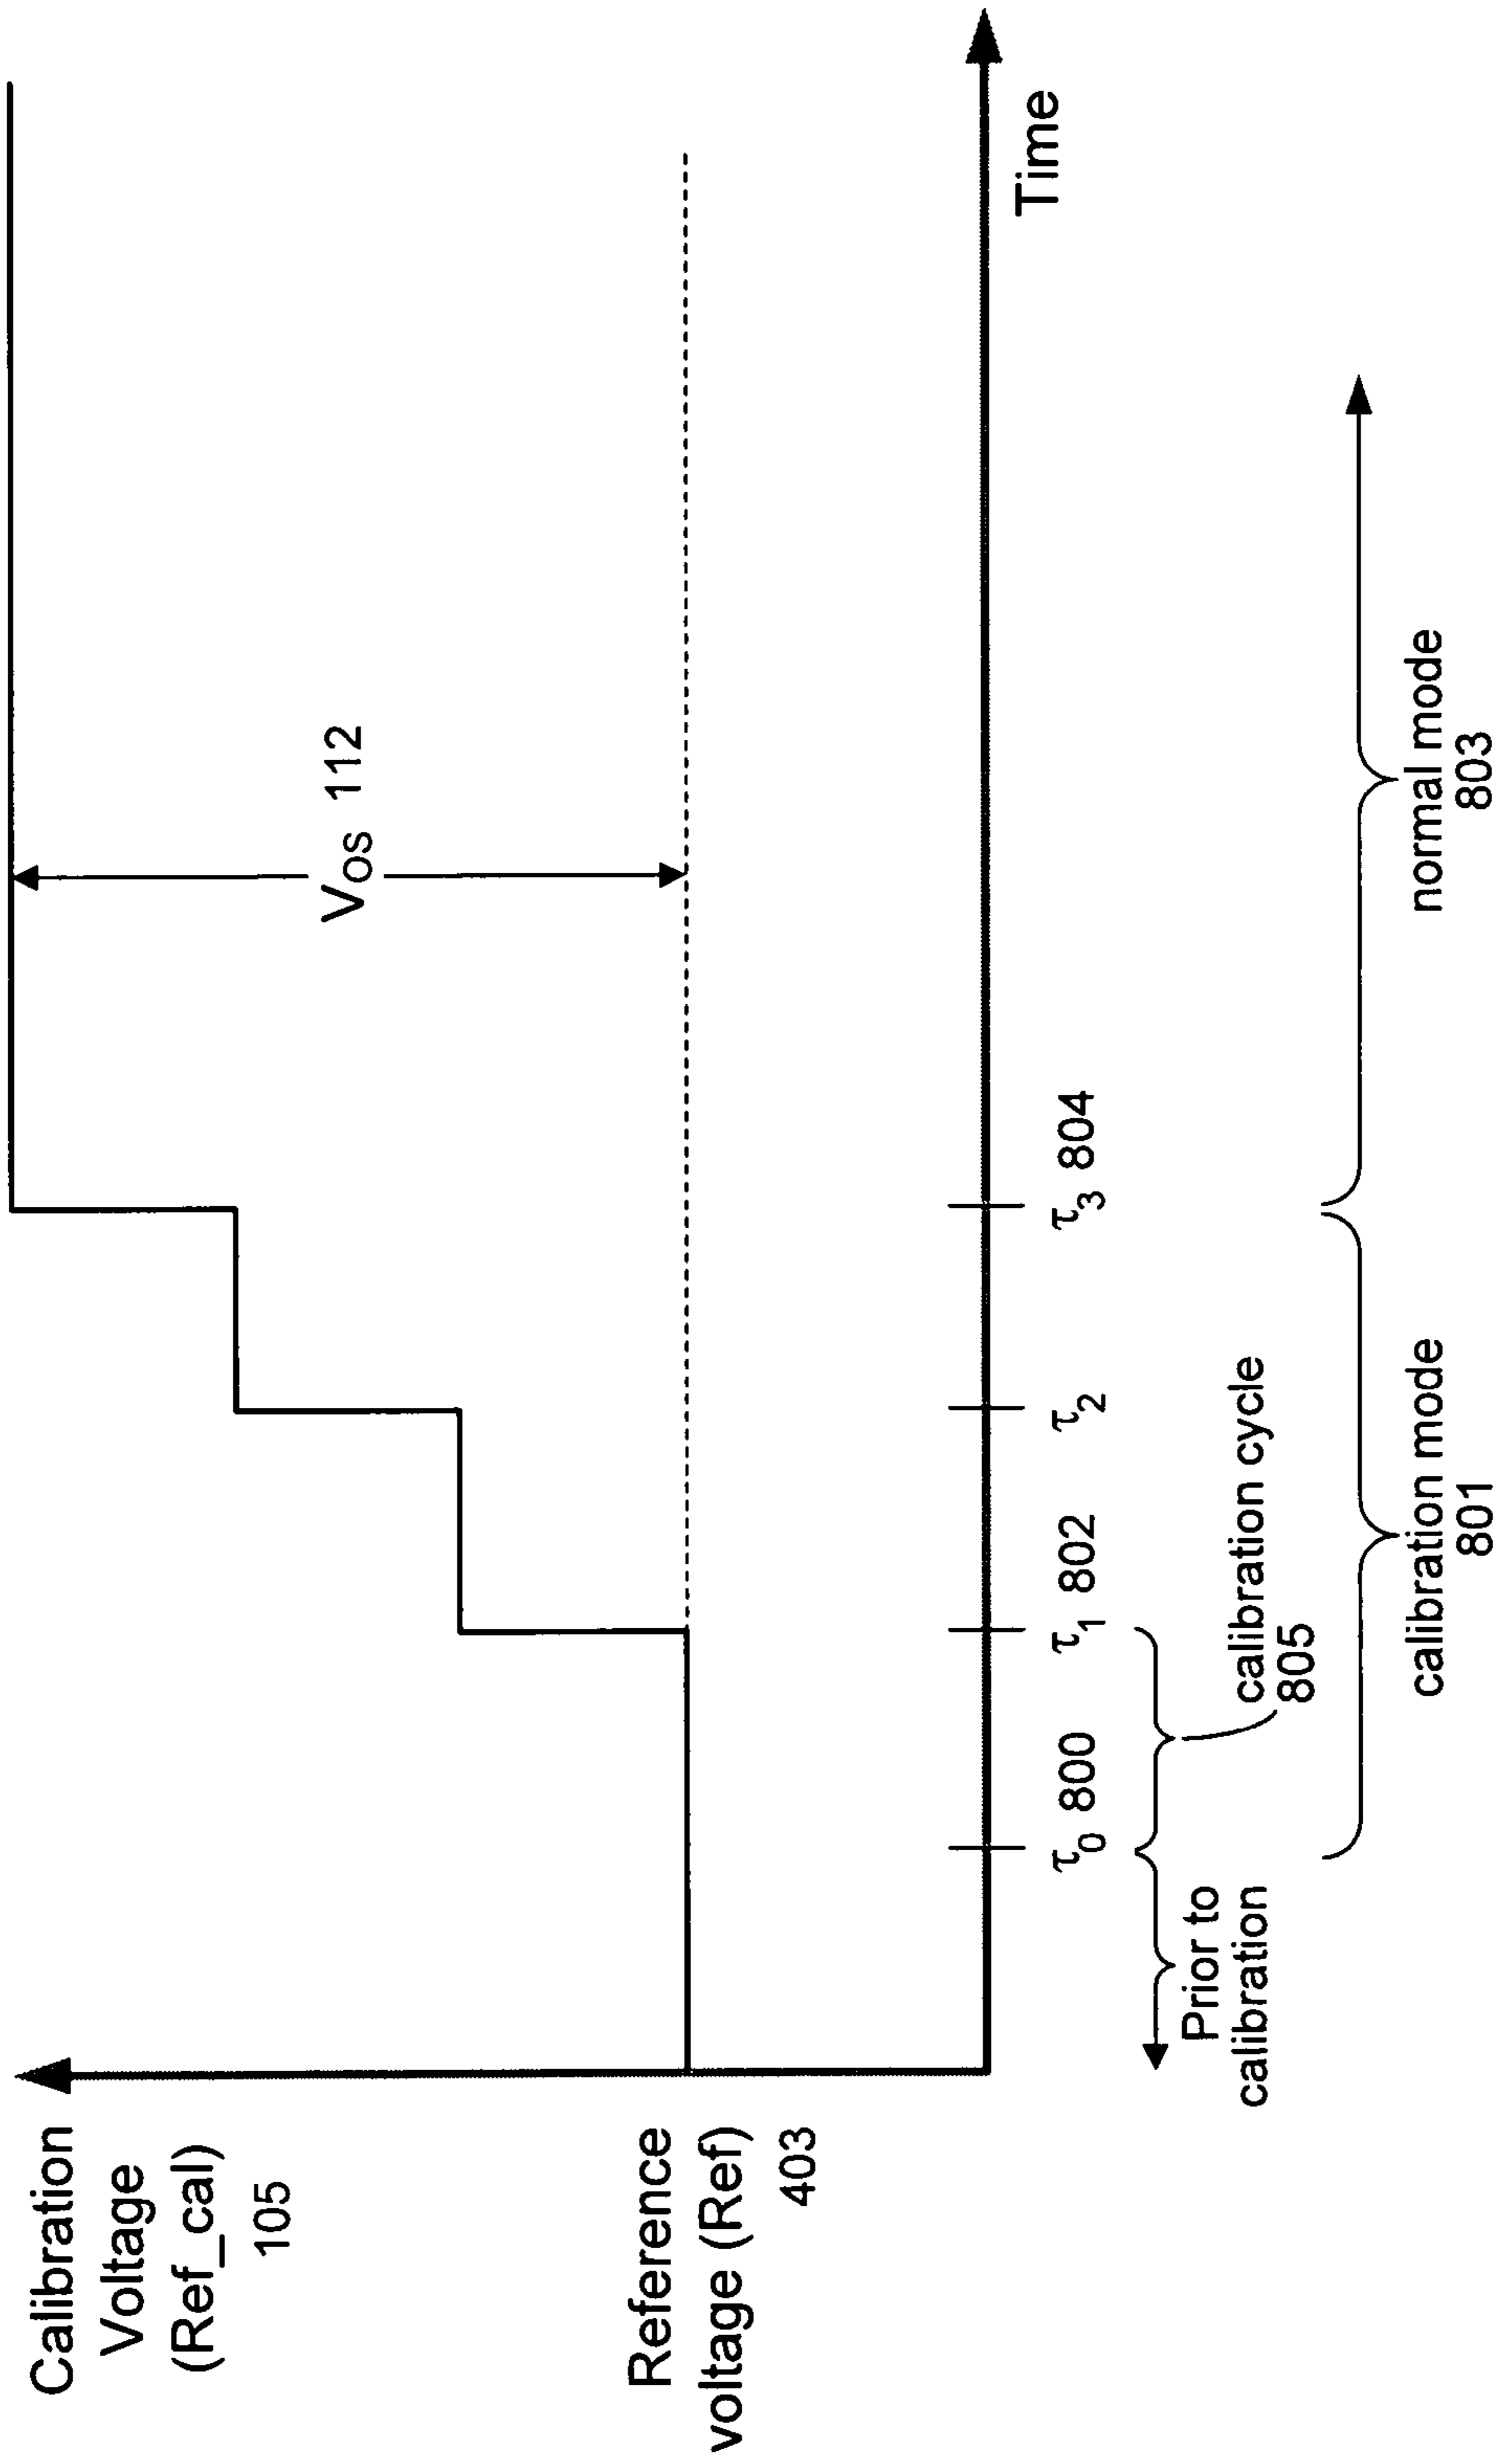 Calibration
Voltage
(Ref_cal)
105
Reference
voltage (Ref)
403
Vos 112
Time
τ0 800
τ1 802
τ2
τ3 804
Prior to
calibration
calibration cycle
805
calibration mode
801
normal mode
803